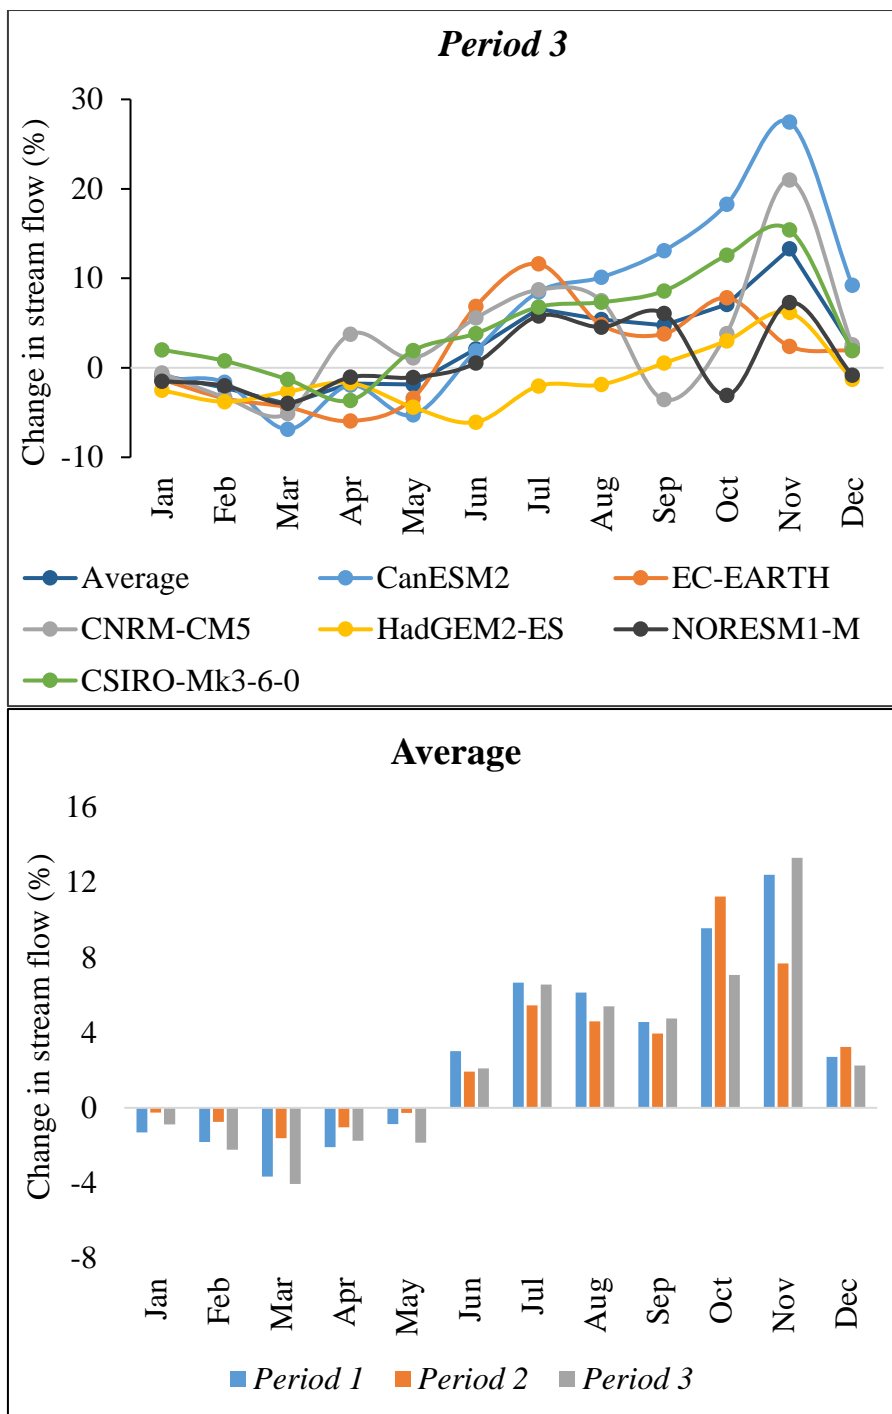 Period 3
Change in stream flow (%)
30
20
10
0
-10
Jan Feb Mar Apr May Jun Jul Aug Sep Oct Nov Dec
Average CanESM2 EC-EARTH
CNRM-CM5 HadGEM2-ES NORESM1-M
CSIRO-Mk3-6-0
Average
Change in stream flow (%)
16
12
8
4
0
-4
-8
Jan Feb Mar Apr May Jun Jul Aug Sep Oct Nov Dec
Period 1 Period 2 Period 3